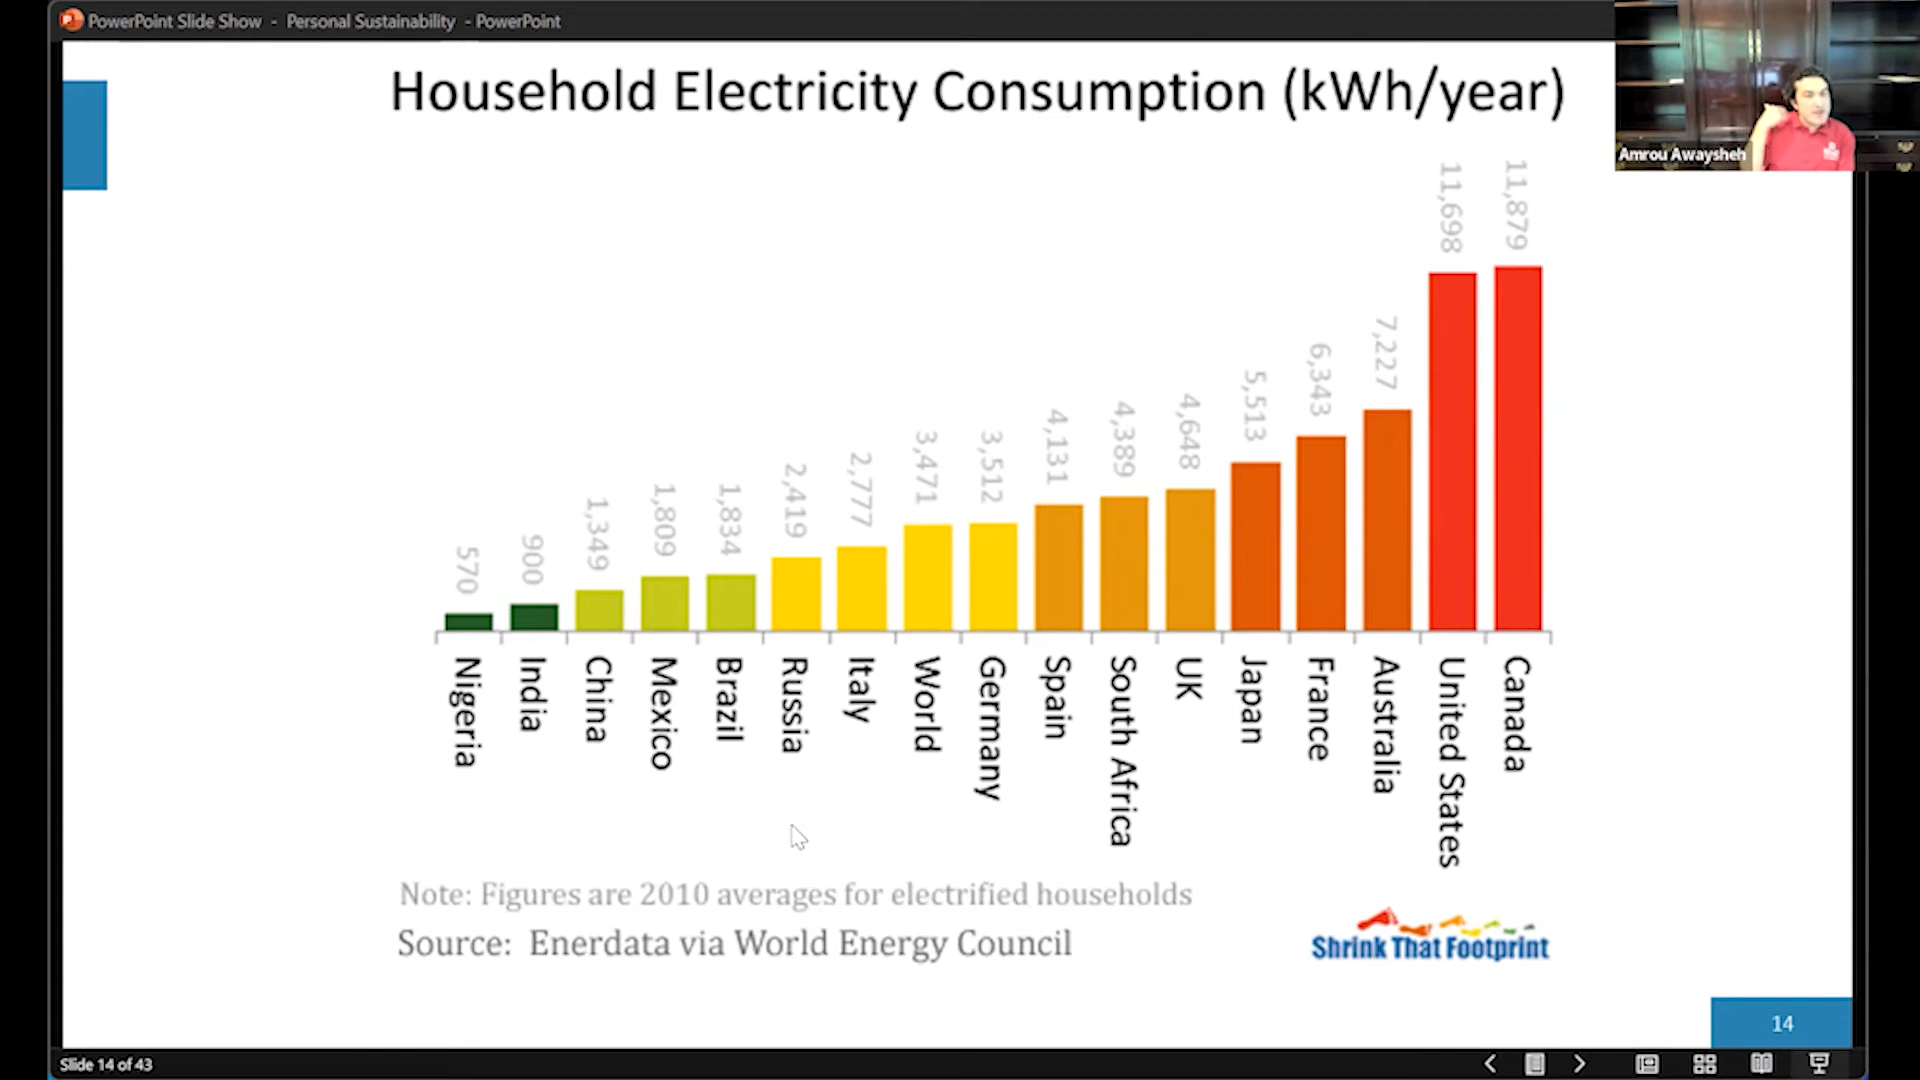 PowerPoint Slide Show - Personal Sustainability - PowerPoint
Household Electricity Consumption (kWh/year)
Amrou Awaysheh
570
900
1,349
1,809
1,834
2,419
2,777
3,471
3,512
4,131
4,389
4,648
5,513
6,343
7,227
11,698
11,879
Nigeria
India
China
Mexico
Brazil
Russia
Italy
World
Germany
Spain
South Africa
UK
Japan
France
Australia
United States
Canada
Note: Figures are 2010 averages for electrified households
Source: Enerdata via World Energy Council
Shrink That Footprint
14
Slide 14 of 43